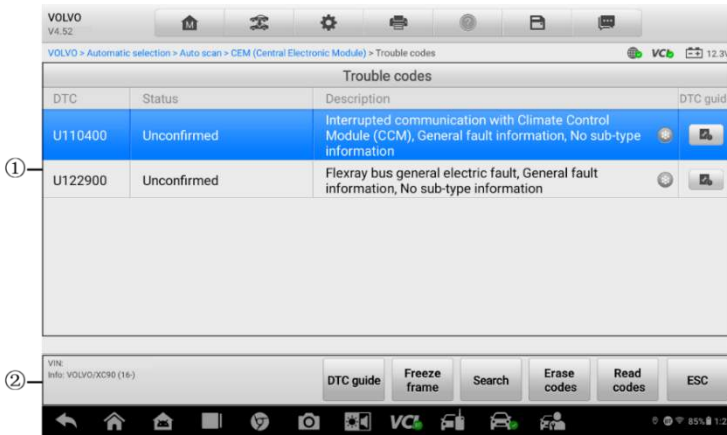 VOLVO
V4.52
M
VOLVO > Automatic selection > Auto scan > CEM (Central Electronic Module) > Trouble codes
VCI 12.3V
Trouble codes
DTC Status Description DTC guid
U110400 Unconfirmed Interrupted communication with Climate Control
Module (CCM), General fault information, No sub-type
information
①
U122900 Unconfirmed Flexray bus general electric fault, General fault
information, No sub-type information
②
VIN:
Info: VOLVO/XC90 (16-)
DTC guide Freeze
frame Search Erase
codes Read
codes ESC
VCI 85% 1:2